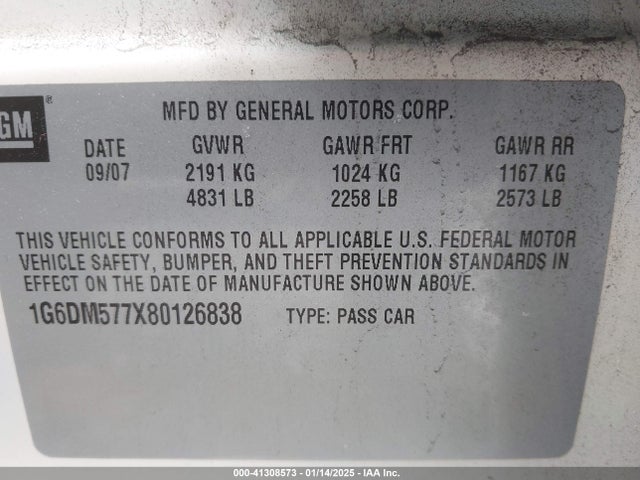 MFD BY GENERAL MOTORS CORP.
GM®
DATE GVWR GAWR FRT GAWR RR
09/07 2191 KG 1024 KG 1167 KG
4831 LB 2258 LB 2573 LB
THIS VEHICLE CONFORMS TO ALL APPLICABLE U.S. FEDERAL MOTOR
VEHICLE SAFETY, BUMPER, AND THEFT PREVENTION STANDARDS IN
EFFECT ON THE DATE OF MANUFACTURE SHOWN ABOVE.
1G6DM577X80126838 TYPE: PASS CAR
000-41308573 — 01/14/2025 — IAA Inc.